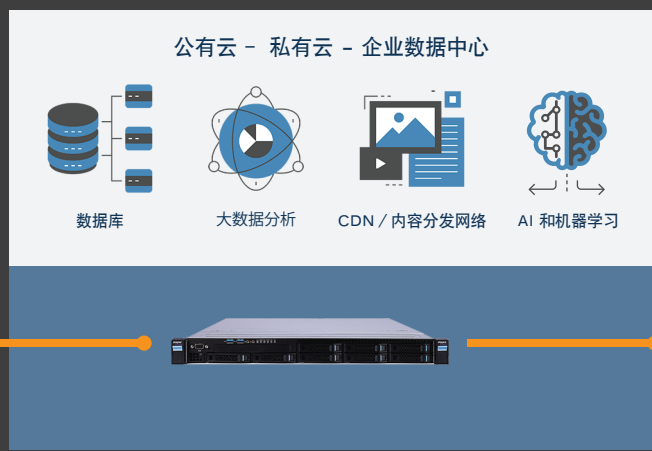 公有云 - 私有云 - 企业数据中心
数据库
大数据分析
CDN / 内容分发网络
AI 和机器学习